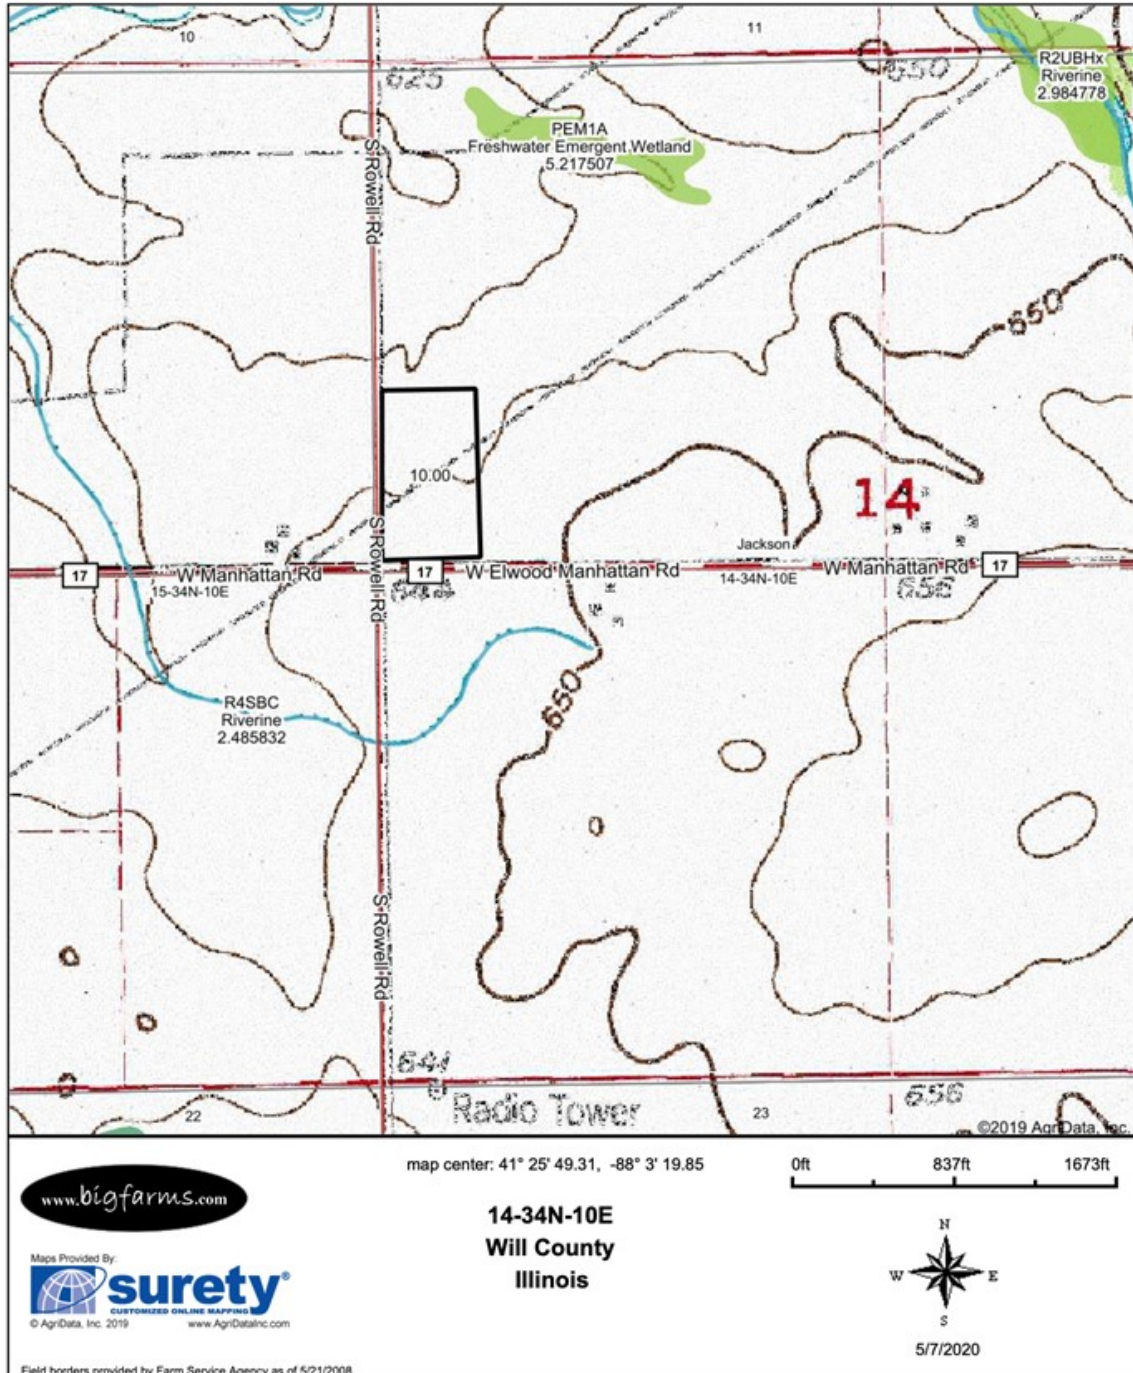 10
11
625
650
R2UBHx
Riverine
2.984778
PEM1A
Freshwater Emergent Wetland
5.217507
S Rowell Rd
650
10.00
14
S Rowell Rd
Jackson
17
W Manhattan Rd
17
W Elwood Manhattan Rd
W Manhattan Rd
17
15-34N-10E
14-34N-10E
650
R4SBC
Riverine
2.485832
S Rowell Rd
641
656
22
Radio Tower
23
©2019 AgriData, Inc.
map center: 41° 25' 49.31, -88° 3' 19.85
0ft 837ft 1673ft
www.bigfarms.com
14-34N-10E
Will County
Illinois
Maps Provided By:
surety®
CUSTOMIZED ONLINE MAPPING
© AgriData, Inc. 2019 www.AgriDataInc.com
N
W E
S
5/7/2020
Field borders provided by Farm Service Agency as of 5/21/2008.